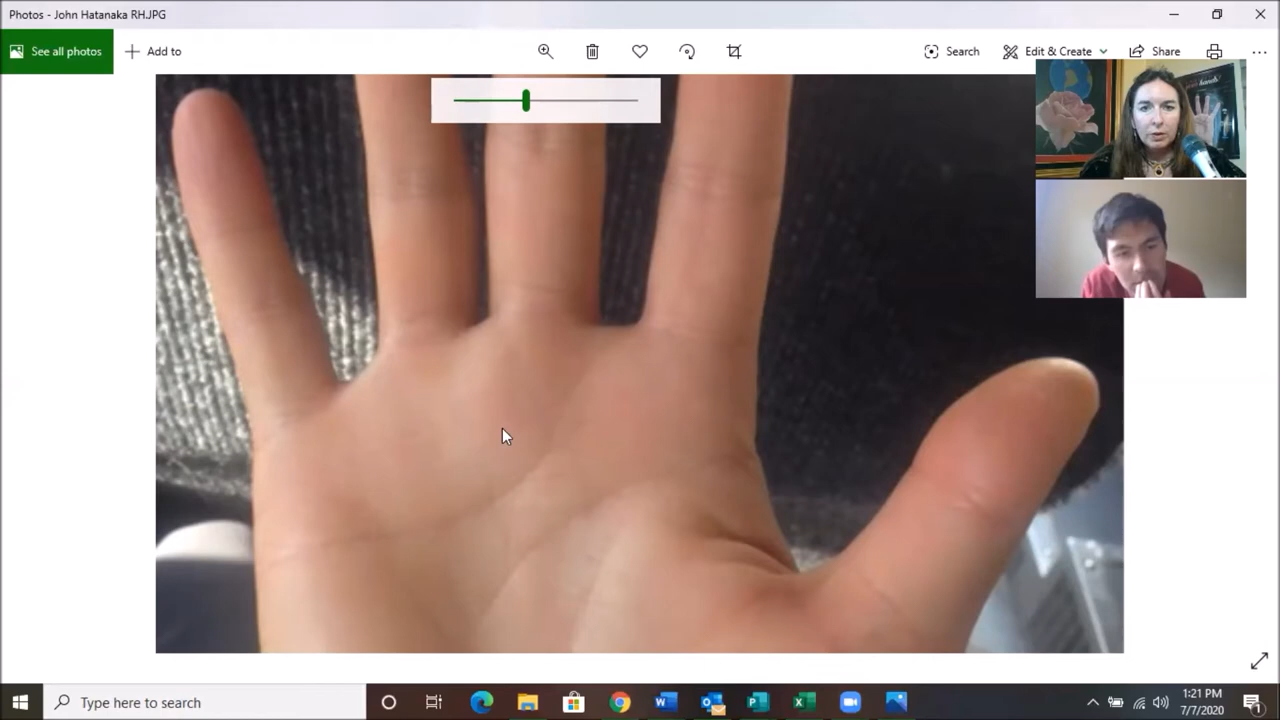 Photos - John Hatanaka RH.JPG
See all photos
Add to
Search
Edit & Create
Share
Type here to search
1:21 PM
7/7/2020